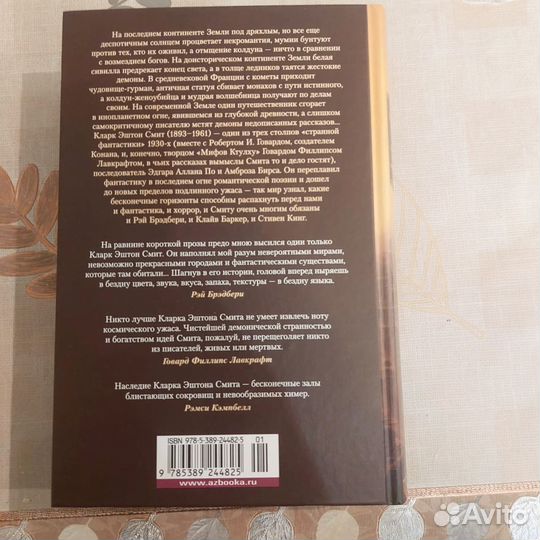 На последнем континенте Земли под дряхлым, но все еще
деспотичным солнцем процветает некромантия, мумии бунтуют
против тех, кто их оживил, а отмщение колдуна — ничто в сравнении
с возмездием богов. На доисторическом континенте Земли белая
сивилла предрекает конец света, а в толще ледников таятся жестокие
демоны. В средневековой Франции с кометы приходит
чудовище-гурман, античная статуя сбивает монахов с пути истинного,
а колдун-женоубийца и мудрая волшебница получают по делам
своим. На современной Земле один путешественник сгорает
в инопланетном огне, явившемся из глубокой древности, а слишком
самокритичному писателю мстят демоны недописанных рассказов...
Кларк Эштон Смит (1893–1961) — один из трех столпов «странной
фантастики» 1930-х (вместе с Робертом И. Говардом, создателем
Конана, и, конечно, творцом «Мифов Ктулху» Говардом Филлипсом
Лавкрафтом, в чьих рассказах вымыслы Смита то и дело гостят),
последователь Эдгара Аллана По и Амброза Бирса. Он переплавил
фантастику в последнем огне романтической поэзии и дошел
до новых пределов подлинного ужаса — так мир узнал, какие
бесконечные горизонты способны распахнуть перед нами
и фантастика, и хоррор, и Смиту очень многим обязаны
и Рэй Брэдбери, и Клайв Баркер, и Стивен Кинг.
На равнине короткой прозы предо мною высился один только
Кларк Эштон Смит. Он наполнял мой разум невероятными мирами,
невозможно прекрасными городами и фантастическими существами,
которые там обитали... Шагнув в его истории, головой вперед ныряешь
в бездну цвета, звука, вкуса, запаха, текстуры — в бездну языка.
Рэй Брэдбери
Никто лучше Кларка Эштона Смита не умеет извлечь ноту
космического ужаса. Чистейшей демонической странностью
и богатством идей Смита, пожалуй, не перещеголяет никто
из писателей, живых или мертвых.
Говард Филлипс Лавкрафт
Наследие Кларка Эштона Смита — бесконечные залы
блистающих сокровищ и невообразимых химер.
Рэмси Кэмпбелл
ISBN 978-5-389-24482-5 01
9 785389 244825
www.azbooka.ru
Avito